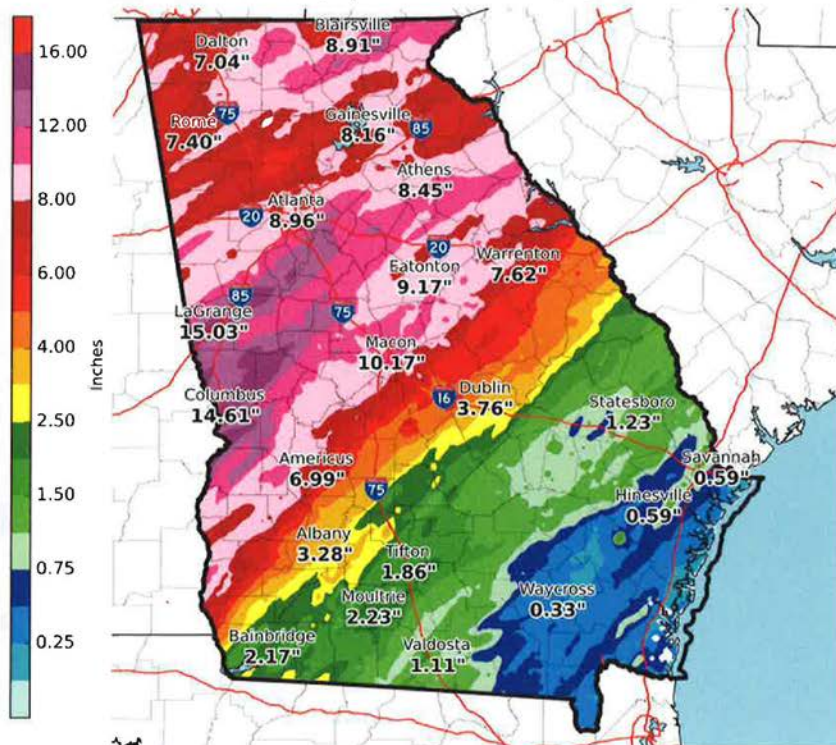 16.00
12.00
8.00
6.00
4.00
2.50
1.50
0.75
0.25
Inches
Blairsville
8.91"
Dalton
7.04"
75
Rome
7.40"
Gainesville
8.16"
85
Athens
8.45"
Atlanta
8.96"
20
20
Eatonton
9.17"
Warrenton
7.62"
85
LaGrange
15.03"
75
Macon
10.17"
Columbus
14.61"
16
Dublin
3.76"
Statesboro
1.23"
Savannah
0.59"
Americus
6.99"
75
Hinesville
0.59"
Albany
3.28"
Tifton
1.86"
Moultrie
2.23"
Waycross
0.33"
Bainbridge
2.17"
Valdosta
1.11"